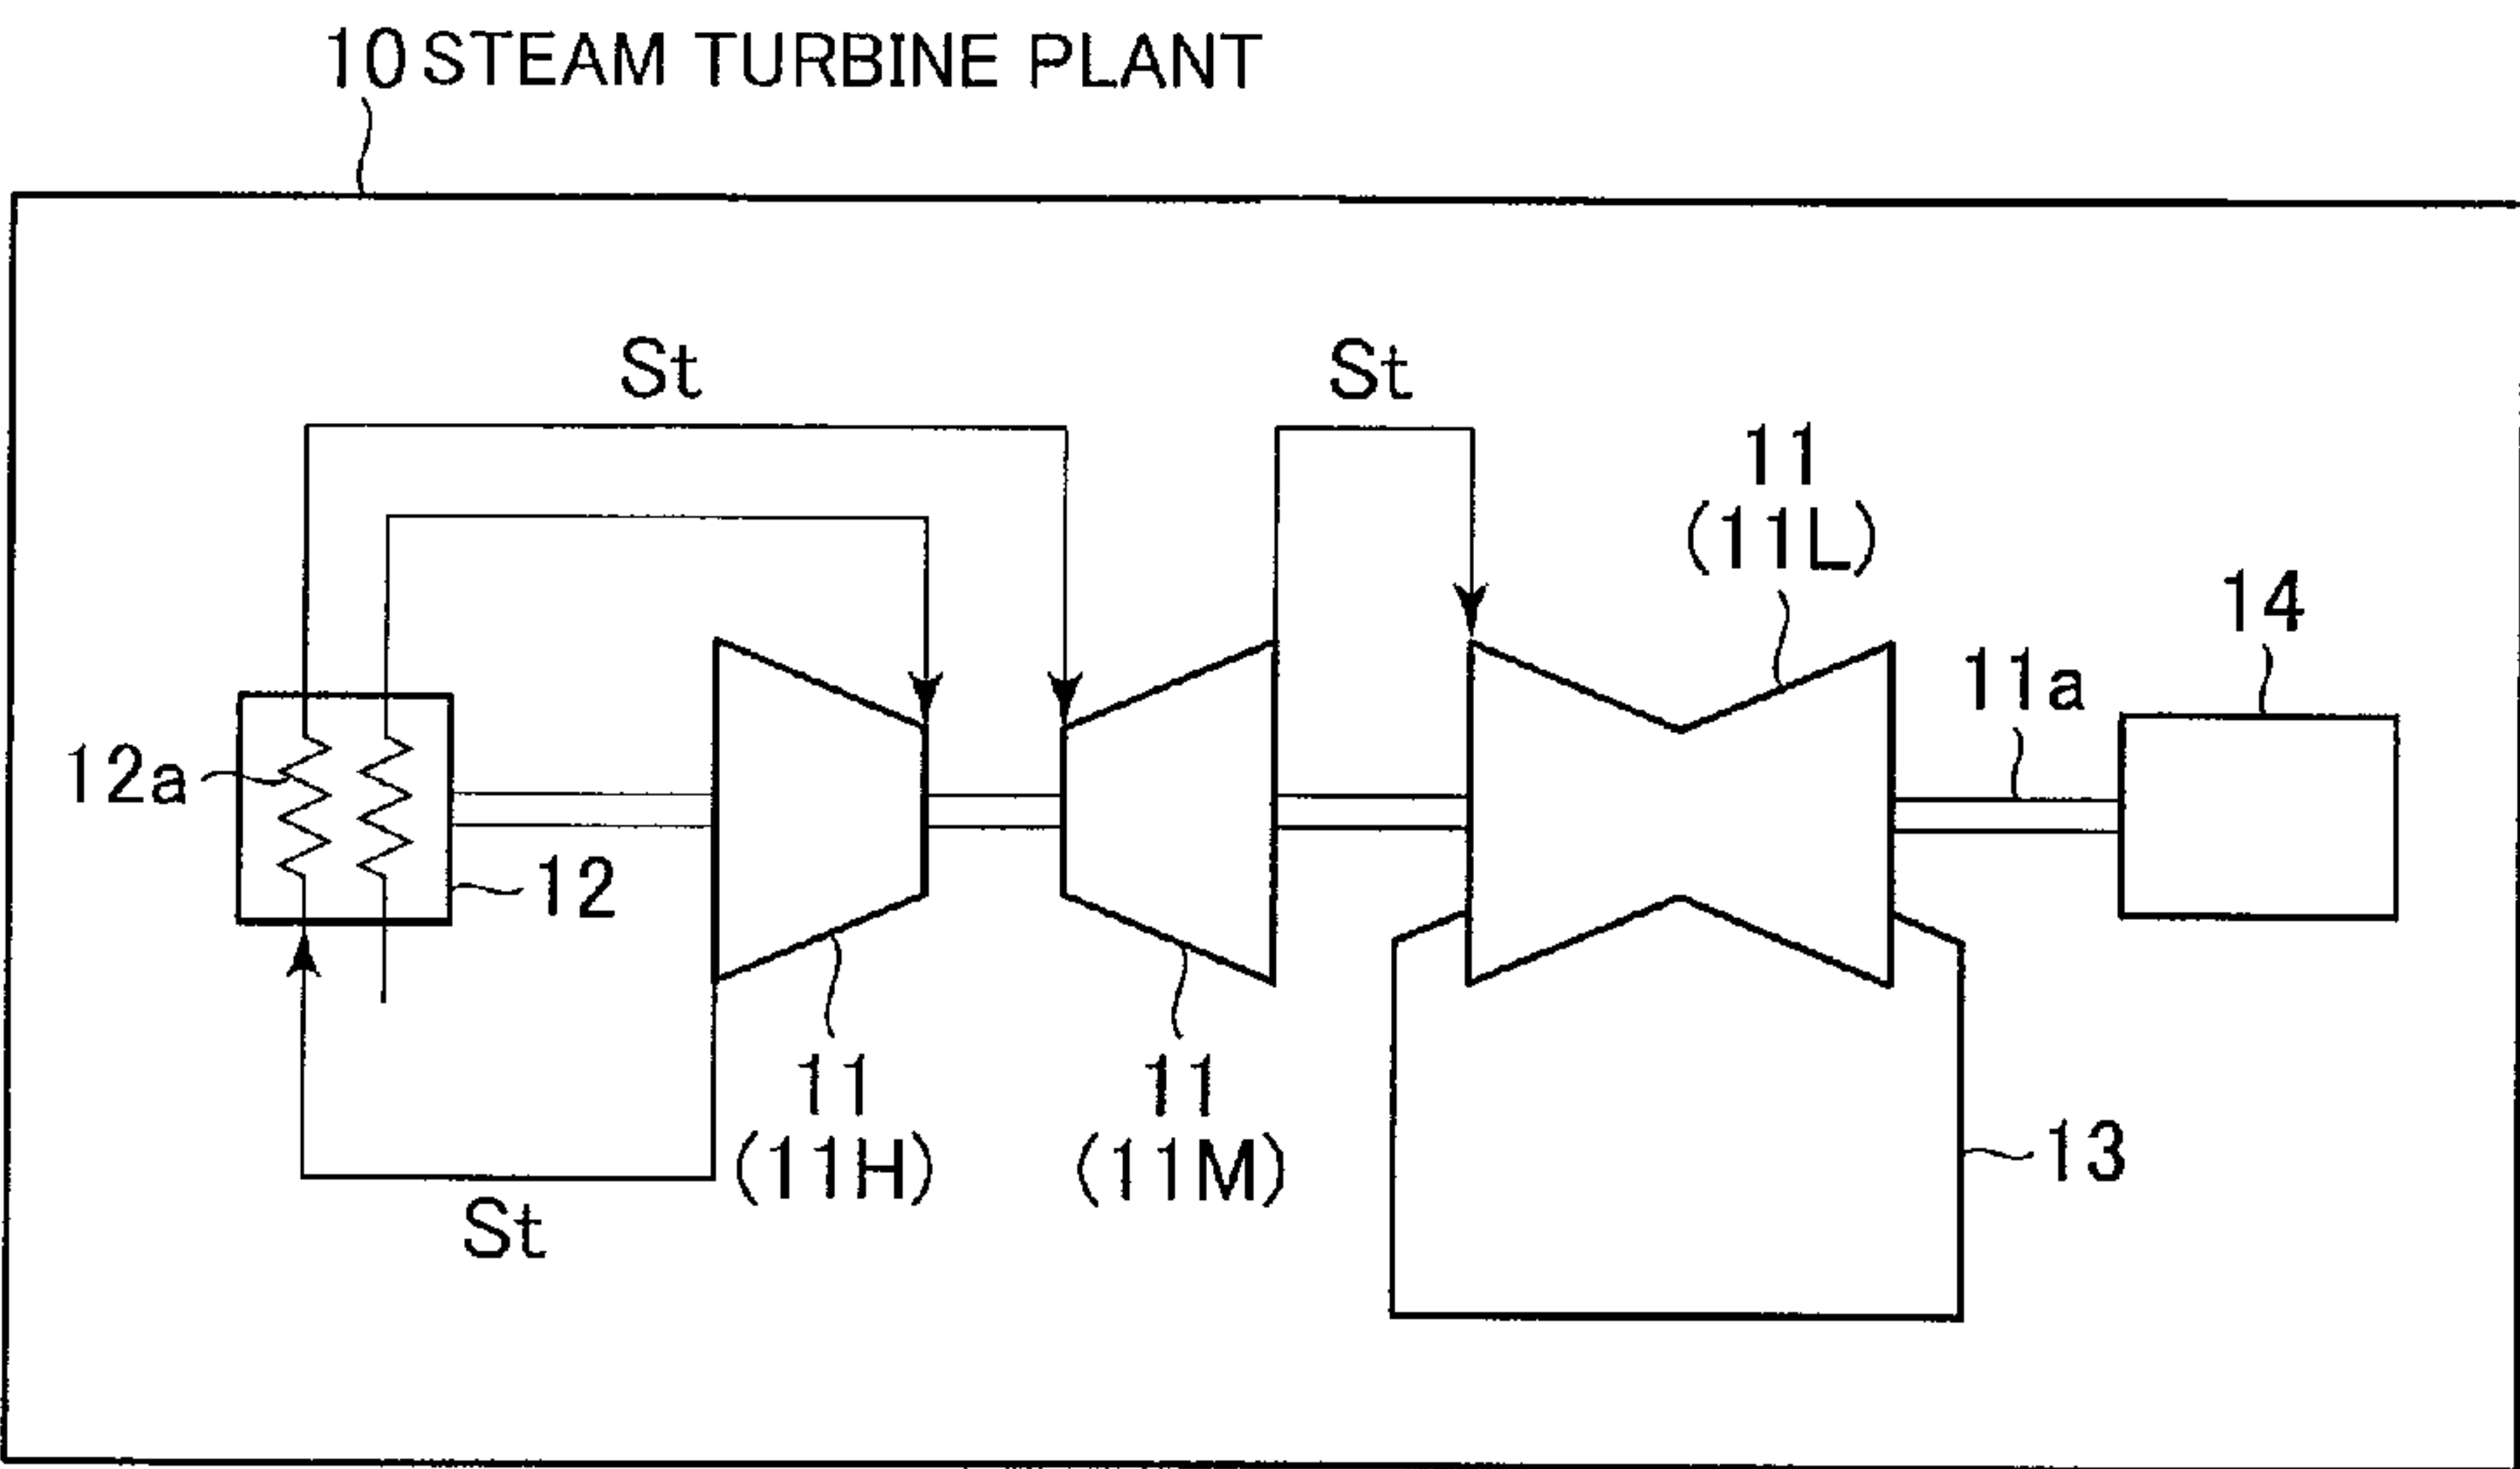 10 STEAM TURBINE PLANT
St
St
11
(11L)
14
11a
12a
12
11
(11H)
11
(11M)
13
St